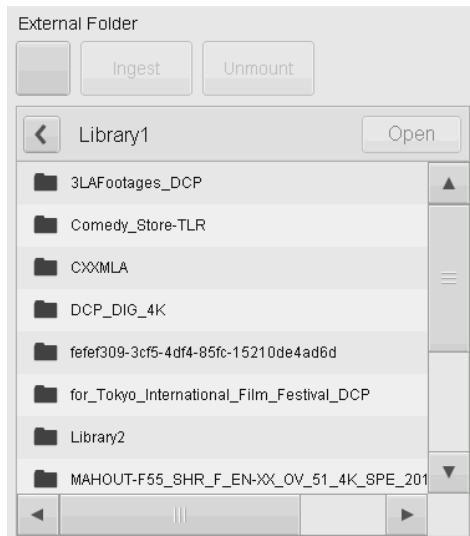 External Folder
Ingest Unmount
Library1 Open
3LAFootages_DCP
Comedy_Store-TLR
CXXMLA
DCP_DIG_4K
fefef309-3cf5-4df4-85fc-15210de4ad6d
for_Tokyo_International_Film_Festival_DCP
Library2
MAHOUT-F55_SHR_F_EN-XX_OV_51_4K_SPE_201